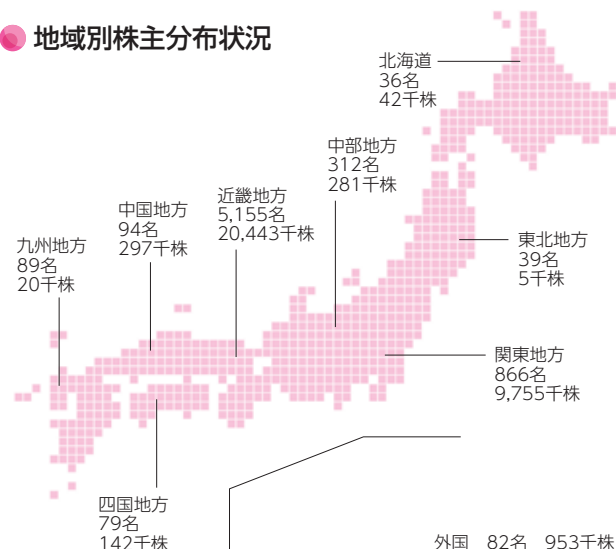 地域別株主分布状況
北海道
36名
42千株
中部地方
312名
281千株
近畿地方
5,155名
20,443千株
中国地方
94名
297千株
九州地方
89名
20千株
東北地方
39名
5千株
関東地方
866名
9,755千株
四国地方
79名
142千株
外国 82名 953千株